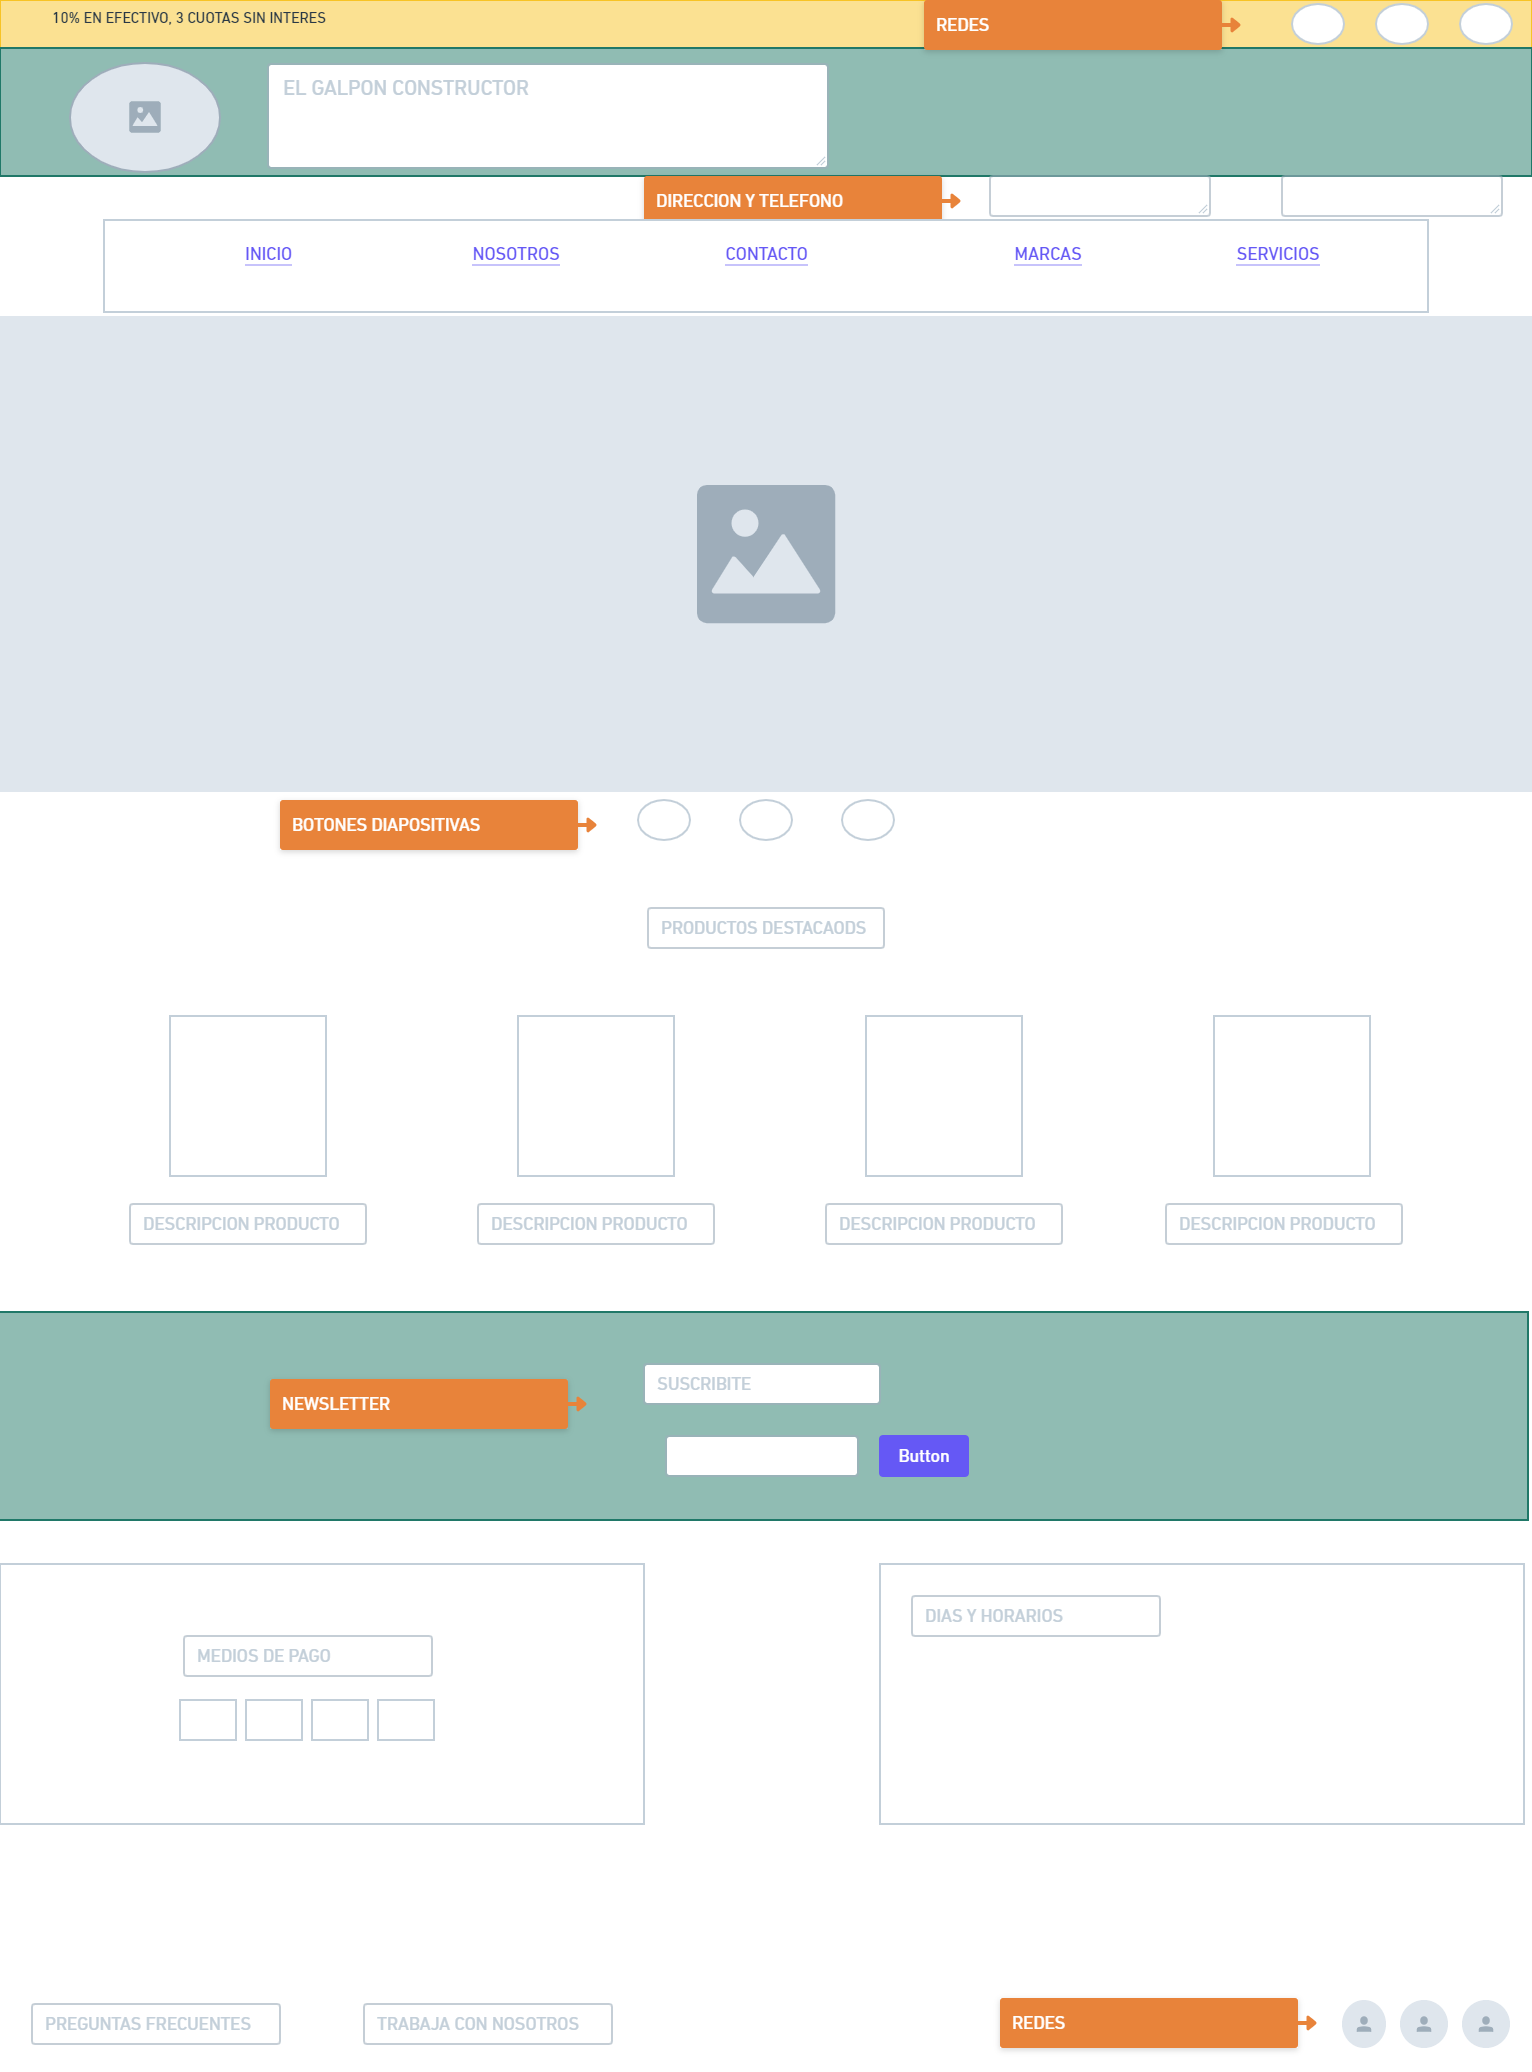 10% EN EFECTIVO, 3 CUOTAS SIN INTERES
REDES
EL GALPON CONSTRUCTOR
DIRECCION Y TELEFONO
INICIO
NOSOTROS
CONTACTO
MARCAS
SERVICIOS
BOTONES DIAPOSITIVAS
PRODUCTOS DESTACAODS
DESCRIPCION PRODUCTO
DESCRIPCION PRODUCTO
DESCRIPCION PRODUCTO
DESCRIPCION PRODUCTO
SUSCRIBITE
NEWSLETTER
Button
DIAS Y HORARIOS
MEDIOS DE PAGO
PREGUNTAS FRECUENTES
TRABAJA CON NOSOTROS
REDES